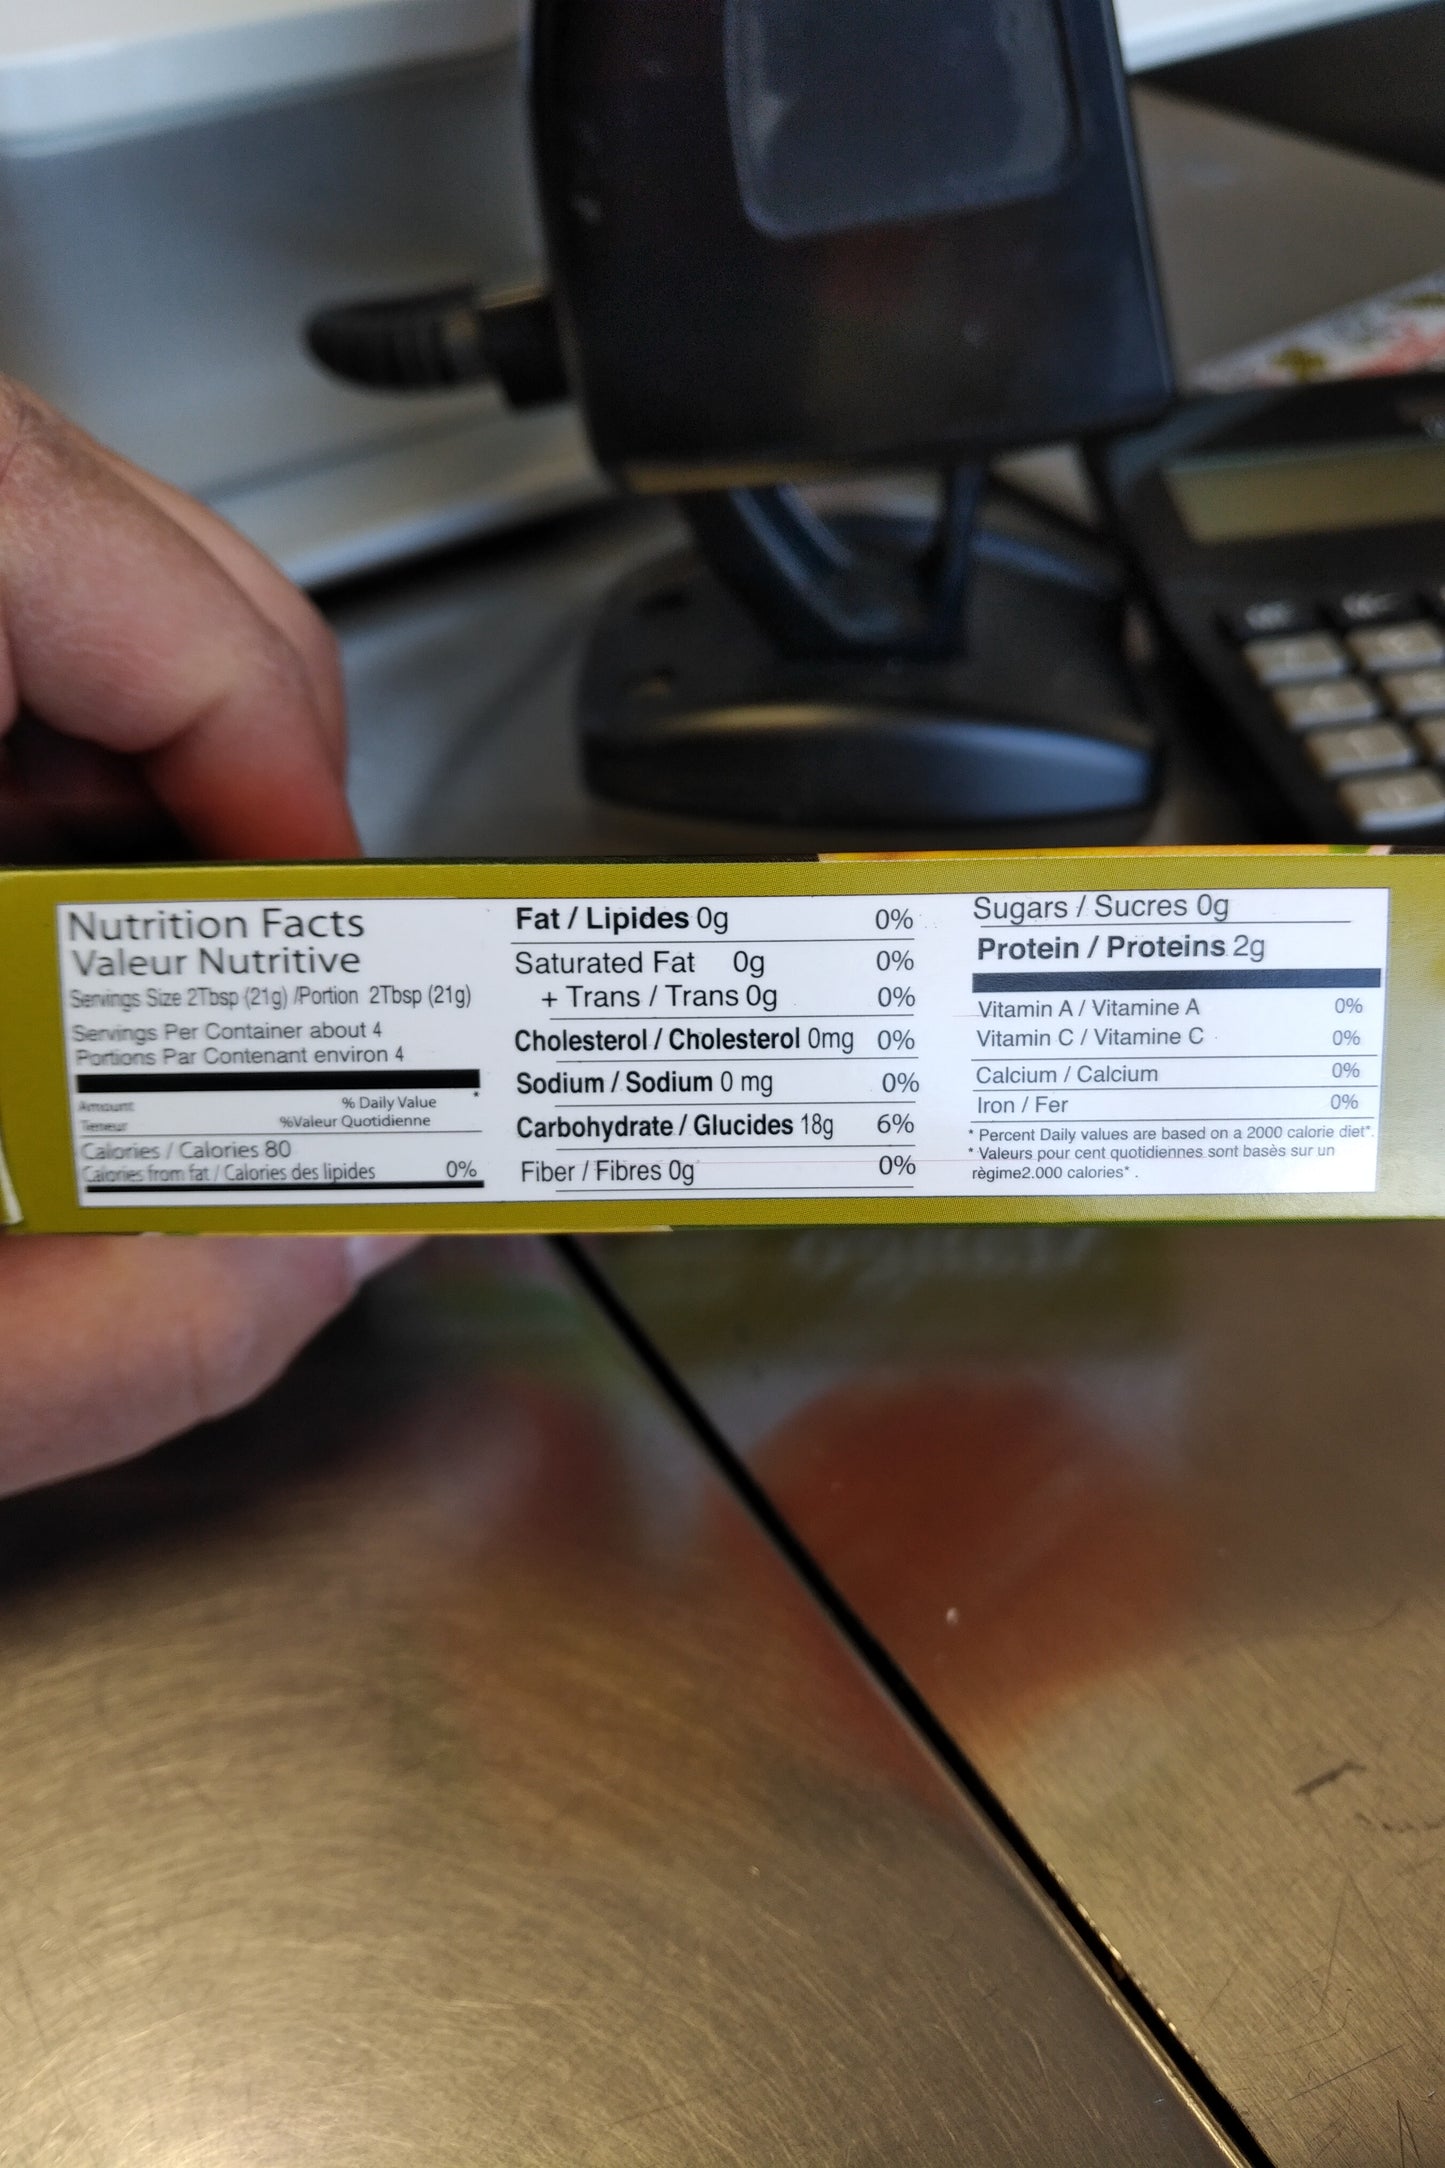 Nutrition Facts
Valeur Nutritive
Servings Size 2Tbsp (21g) /Portion 2Tbsp (21g)
Servings Per Container about 4
Portions Par Contenant environ 4
Amount % Daily Value *
Teneur %Valeur Quotidienne
Calories / Calories 80
Calories from fat / Calories des lipides 0%
Fat / Lipides 0g 0%
Saturated Fat 0g 0%
+ Trans / Trans 0g 0%
Cholesterol / Cholesterol 0mg 0%
Sodium / Sodium 0 mg 0%
Carbohydrate / Glucides 18g 6%
Fiber / Fibres 0g 0%
Sugars / Sucres 0g
Protein / Proteins 2g
Vitamin A / Vitamine A 0%
Vitamin C / Vitamine C 0%
Calcium / Calcium 0%
Iron / Fer 0%
* Percent Daily values are based on a 2000 calorie diet*.
* Valeurs pour cent quotidiennes sont basès sur un
règime2.000 calories* .